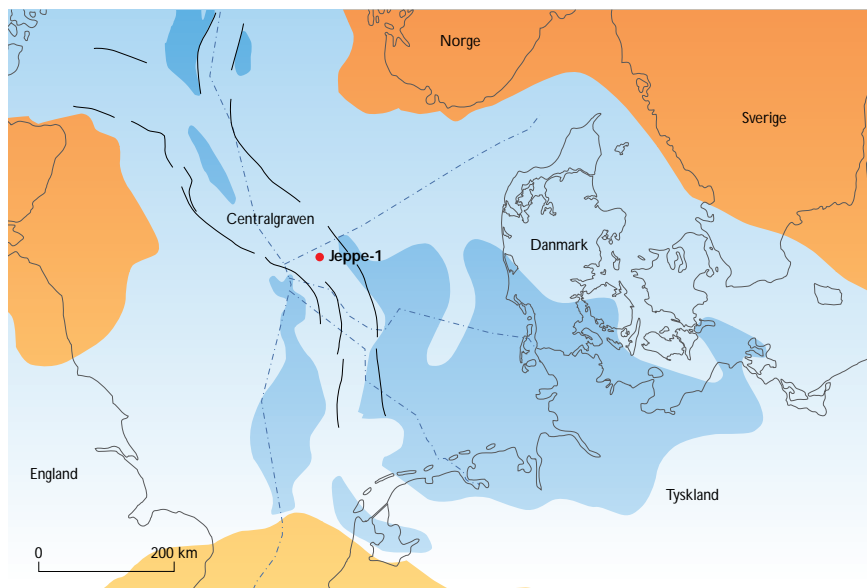 Norge
Sverige
Centralgraven
Danmark
Jeppe-1
England
Tyskland
0 200 km